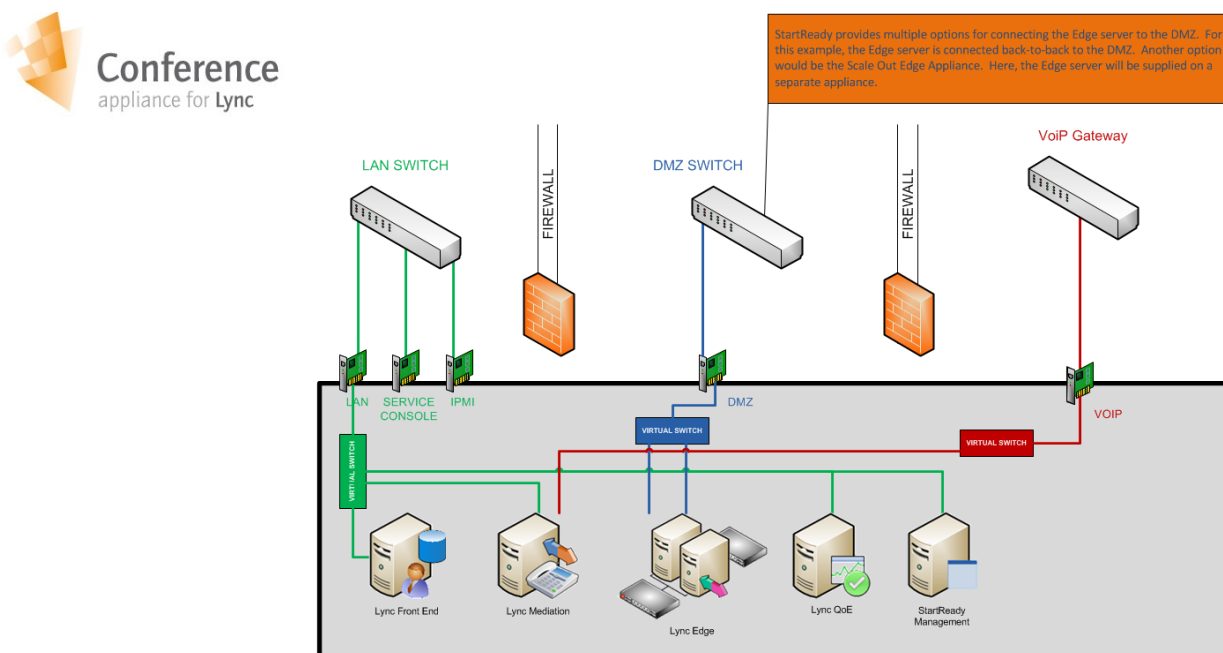 Conference
appliance for Lync
StartReady provides multiple options for connecting the Edge server to the DMZ. For
this example, the Edge server is connected back-to-back to the DMZ. Another option
would be the Scale Out Edge Appliance. Here, the Edge server will be supplied on a
separate appliance.
LAN SWITCH
FIREWALL
DMZ SWITCH
FIREWALL
VoiP Gateway
LAN
SERVICE
CONSOLE
IPMI
DMZ
VOIP
VIRTUAL SWITCH
VIRTUAL SWITCH
VIRTUAL SWITCH
Lync Front End
Lync Mediation
Lync Edge
Lync QoE
StartReady
Management